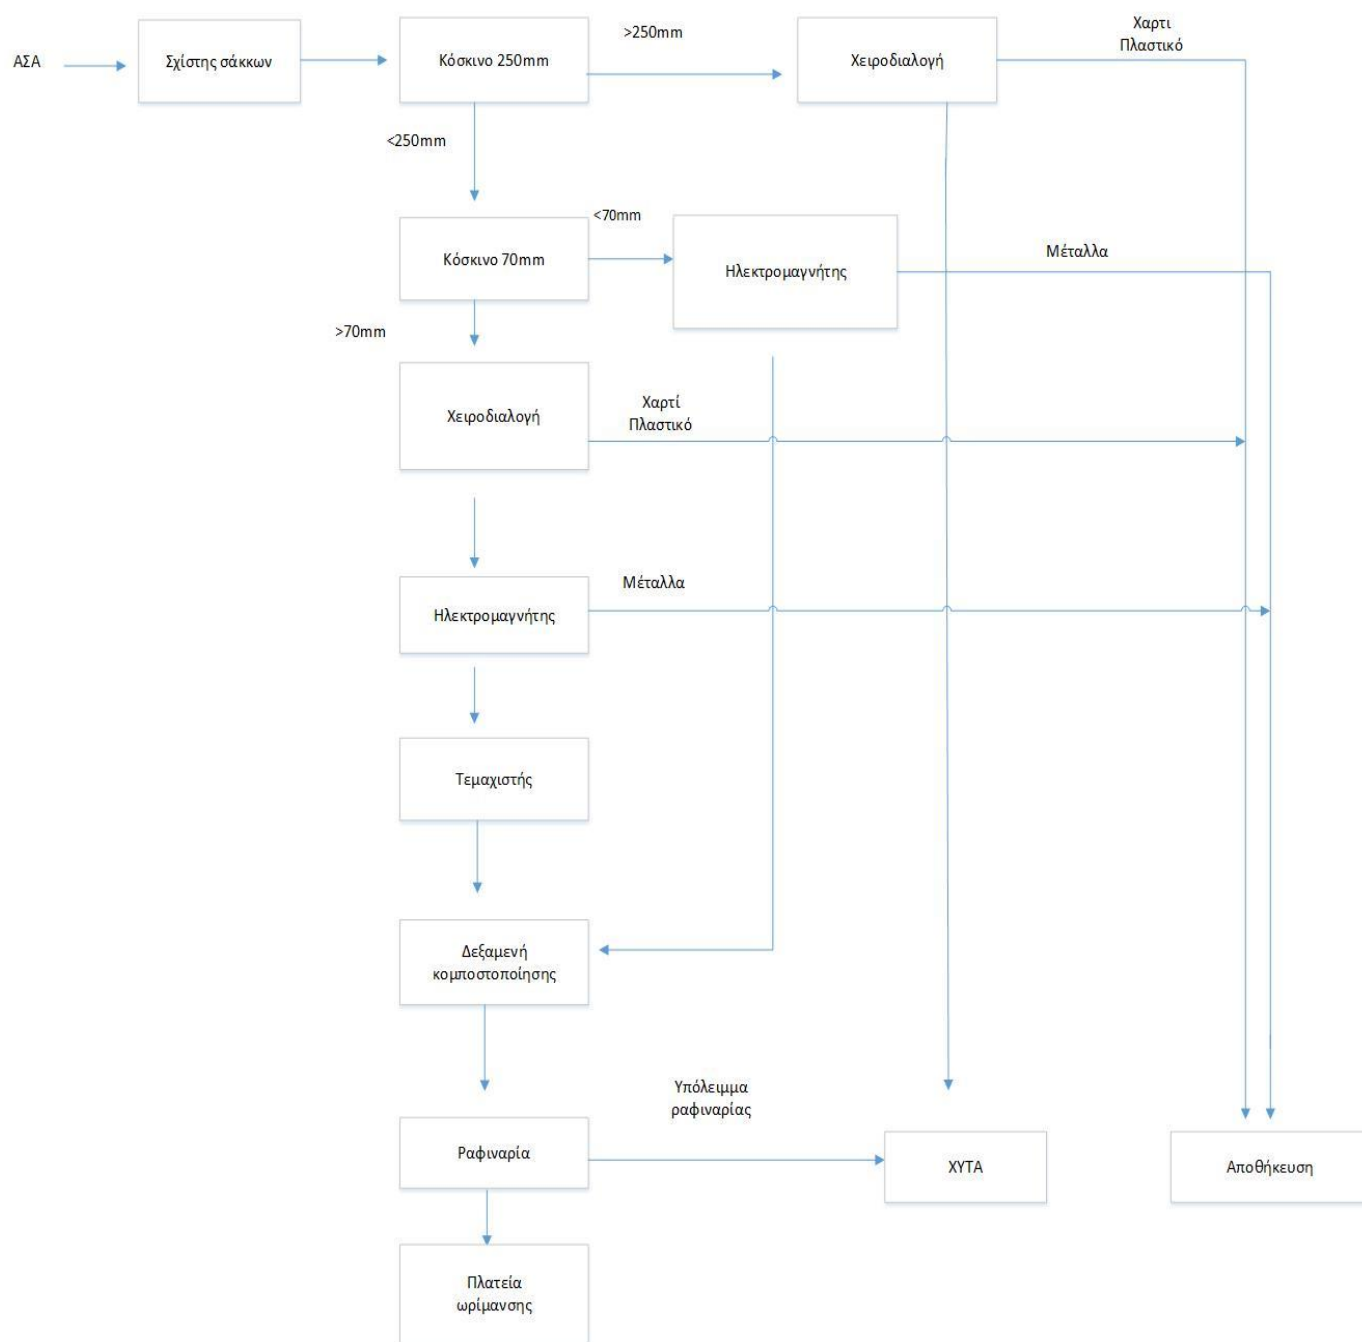 ΑΣΑ
Σχίστης σάκκων
Κόσκινο 250mm
>250mm
Χειροδιαλογή
Χαρτι
Πλαστικό
<250mm
Κόσκινο 70mm
<70mm
Ηλεκτρομαγνήτης
Μέταλλα
>70mm
Χειροδιαλογή
Χαρτί
Πλαστικό
Ηλεκτρομαγνήτης
Μέταλλα
Τεμαχιστής
Δεξαμενή
κομποστοποίησης
Υπόλειμμα
ραφιναρίας
Ραφιναρία
ΧΥΤΑ
Αποθήκευση
Πλατεία
ωρίμανσης